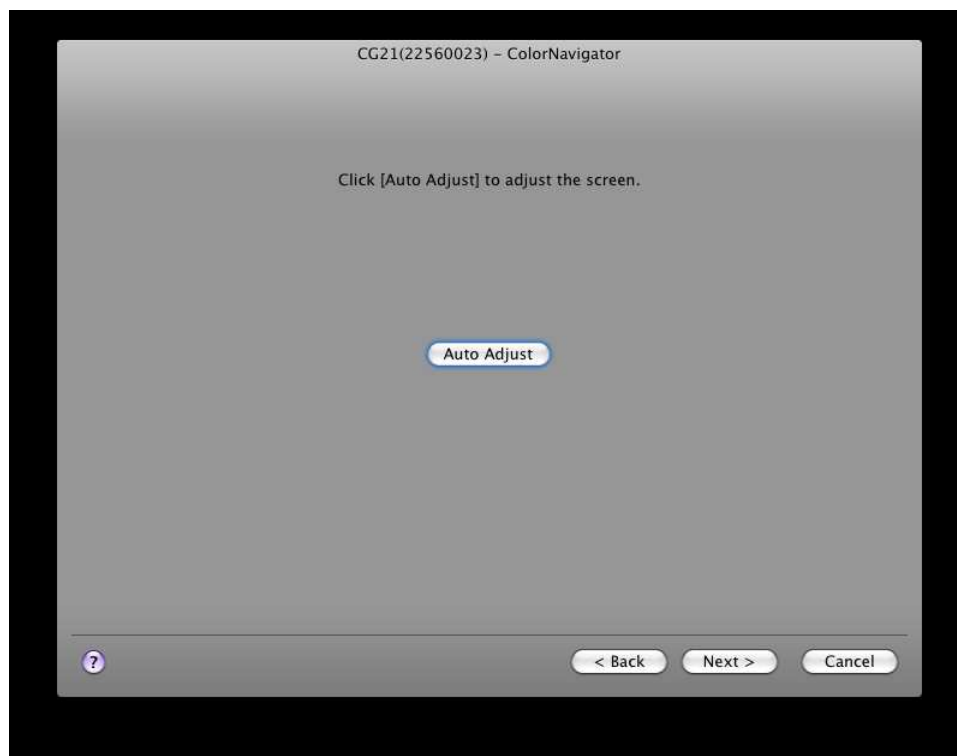 CG21(22560023) – ColorNavigator
Click [Auto Adjust] to adjust the screen.
Auto Adjust
?
< Back
Next >
Cancel